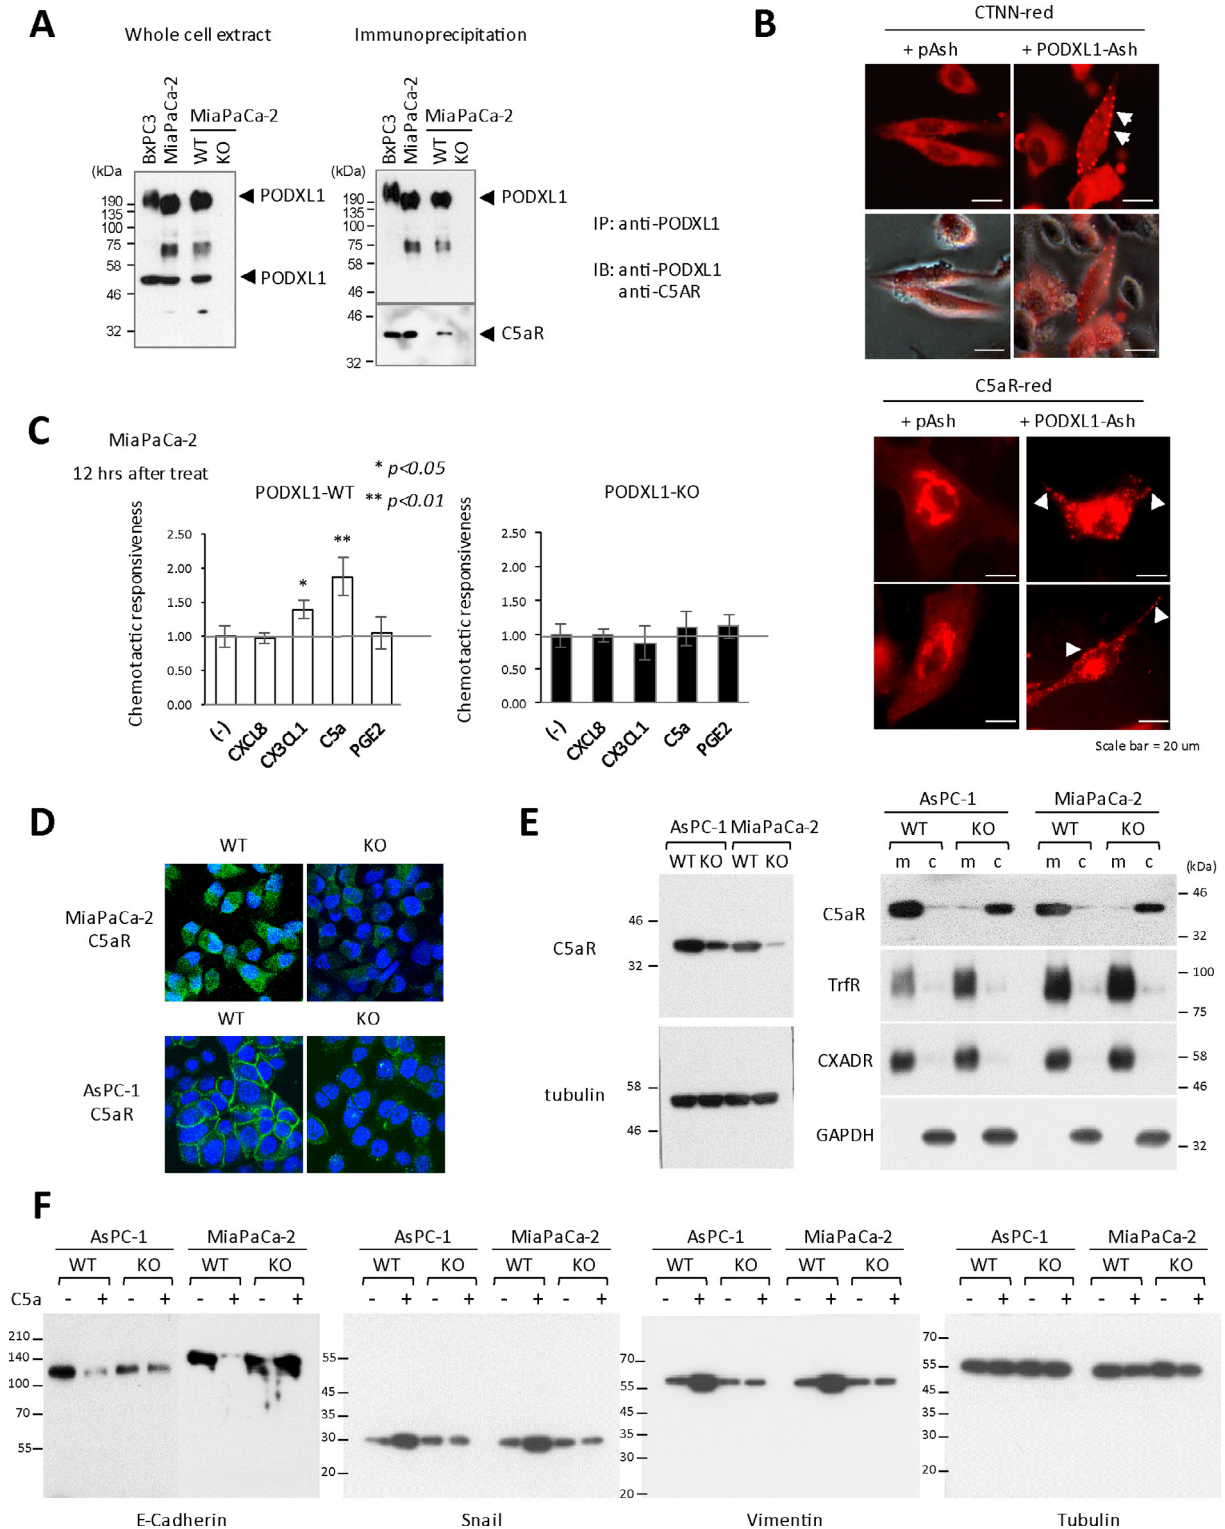 A
Whole cell extract
Immunoprecipitation
BxPC3
MiaPaCa-2
MiaPaCa-2
WT
KO
(kDa)
190
135
100
75
58
46
32
PODXL1
PODXL1
BxPC3
MiaPaCa-2
MiaPaCa-2
WT
KO
(kDa
190
135
100
75
58
46
46
32
PODXL1
C5aR
IP: anti-PODXL1
IB: anti-PODXL1
anti-C5AR
B
CTNN-red
+ pAsh
+ PODXL1-Ash
C5aR-red
+ pAsh
+ PODXL1-Ash
Scale bar = 20 um
C
MiaPaCa-2
12 hrs after treat
* p<0.05
** p<0.01
PODXL1-WT
Chemotactic responsiveness
2.50
2.00
1.50
1.00
0.50
0.00
*
**
(-)
CXCL8
CX3CL1
C5a
PGE2
PODXL1-KO
Chemotactic responsiveness
2.50
2.00
1.50
1.00
0.50
0.00
(-)
CXCL8
CX3CL1
C5a
PGE2
D
WT
KO
MiaPaCa-2
C5aR
WT
KO
AsPC-1
C5aR
E
AsPC-1 MiaPaCa-2
WT KO WT KO
C5aR
46
32
tubulin
58
46
AsPC-1
MiaPaCa-2
WT
KO
WT
KO
m c m c m c m c
(kDa)
C5aR
46
32
TrfR
100
75
CXADR
58
46
GAPDH
32
F
AsPC-1
MiaPaCa-2
WT
KO
WT
KO
C5a
- + - + - + - +
210
140
100
70
55
E-Cadherin
AsPC-1
MiaPaCa-2
WT
KO
WT
KO
- + - + - + - +
55
45
35
30
20
Snail
AsPC-1
MiaPaCa-2
WT
KO
WT
KO
- + - + - + - +
70
55
45
35
30
20
Vimentin
AsPC-1
MiaPaCa-2
WT
KO
WT
KO
- + - + - + - +
70
55
45
35
30
20
Tubulin